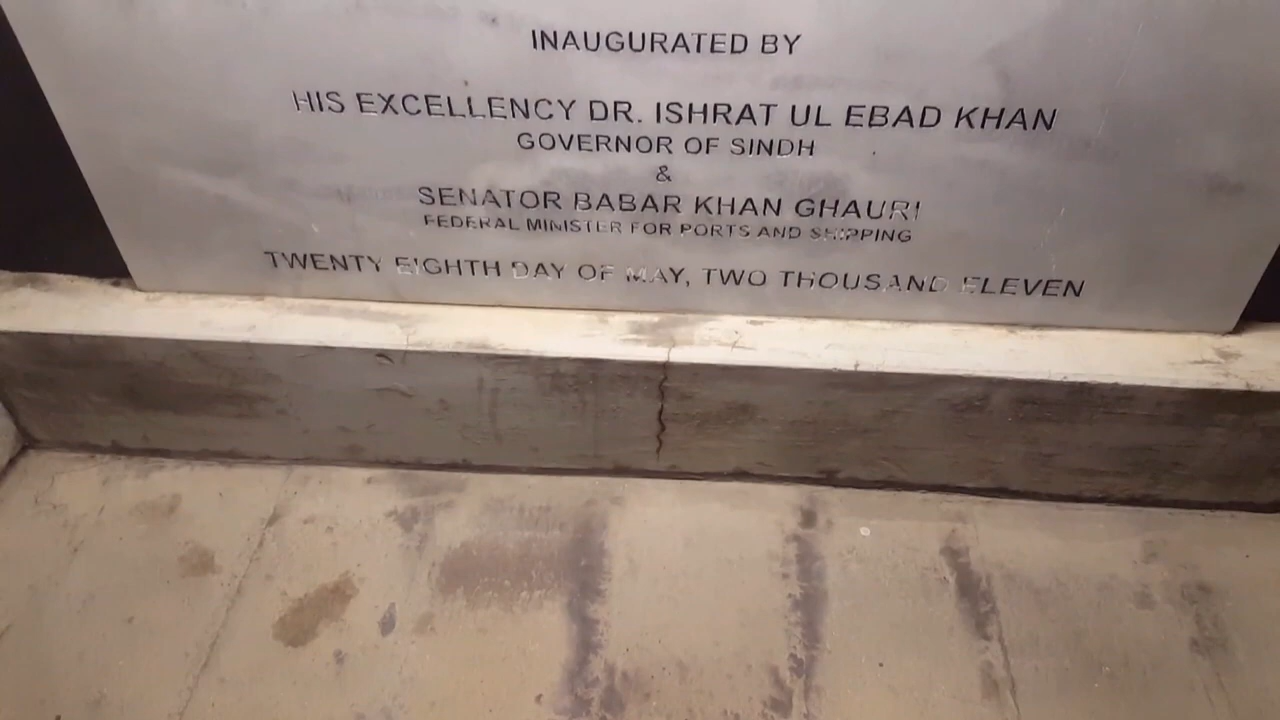 INAUGURATED BY
HIS EXCELLENCY DR. ISHRAT UL EBAD KHAN
GOVERNOR OF SINDH
&
SENATOR BABAR KHAN GHAURI
FEDERAL MINISTER FOR PORTS AND SHIPPING
TWENTY EIGHTH DAY OF MAY, TWO THOUSAND ELEVEN